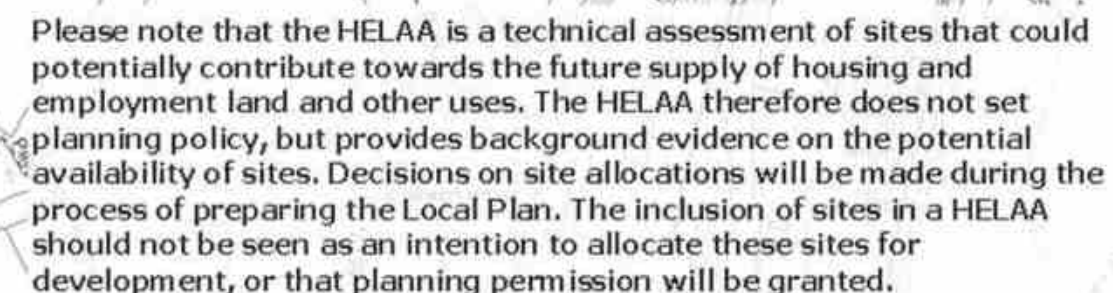 Please note that the HELAA is a technical assessment of sites that could
potentially contribute towards the future supply of housing and
employment land and other uses. The HELAA therefore does not set
planning policy, but provides background evidence on the potential
availability of sites. Decisions on site allocations will be made during the
process of preparing the Local Plan. The inclusion of sites in a HELAA
should not be seen as an intention to allocate these sites for
development, or that planning permission will be granted.